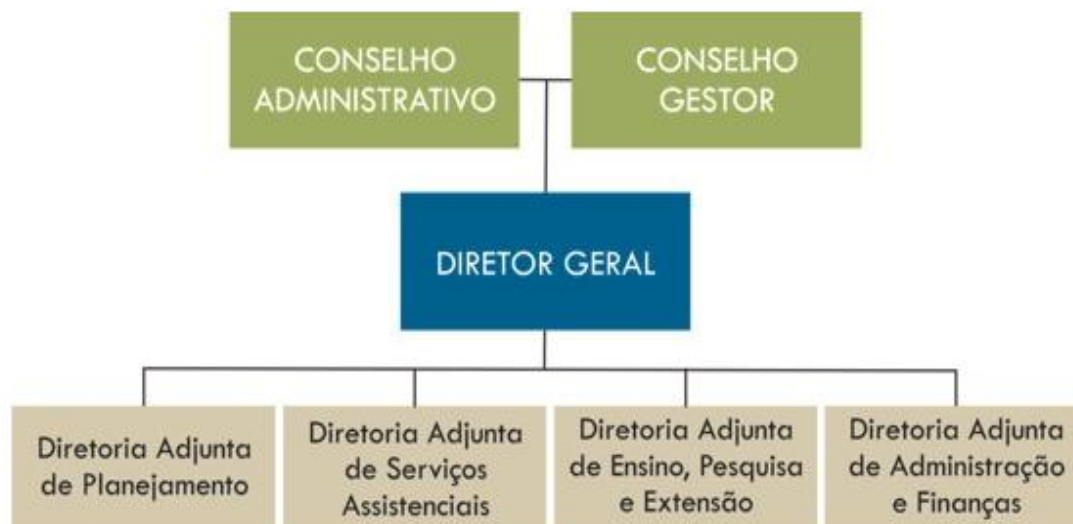 CONSELHO
ADMINISTRATIVO
CONSELHO
GESTOR
DIRETOR GERAL
Diretoria Adjunta
de Planejamento
Diretoria Adjunta
de Serviços
Assistenciais
Diretoria Adjunta
de Ensino, Pesquisa
e Extensão
Diretoria Adjunta
de Administração
e Finanças